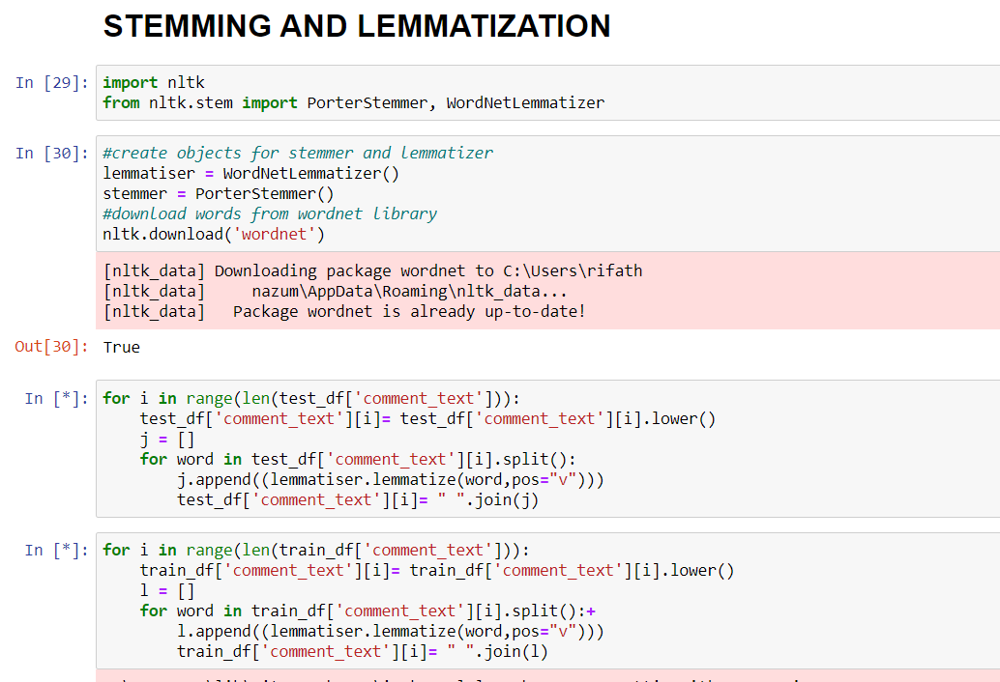 STEMMING AND LEMMATIZATION
In [29]:
import nltk
from nltk.stem import PorterStemmer, WordNetLemmatizer
In [30]:
#create objects for stemmer and lemmatizer
lemmatiser = WordNetLemmatizer()
stemmer = PorterStemmer()
#download words from wordnet library
nltk.download('wordnet')
[nltk_data] Downloading package wordnet to C:\Users\rifath
[nltk_data]     nazum\AppData\Roaming\nltk_data...
[nltk_data]   Package wordnet is already up-to-date!
Out[30]: True
In [*]:
for i in range(len(test_df['comment_text'])):
    test_df['comment_text'][i]= test_df['comment_text'][i].lower()
    j = []
    for word in test_df['comment_text'][i].split():
        j.append((lemmatiser.lemmatize(word,pos="v")))
        test_df['comment_text'][i]= " ".join(j)
In [*]:
for i in range(len(train_df['comment_text'])):
    train_df['comment_text'][i]= train_df['comment_text'][i].lower()
    l = []
    for word in train_df['comment_text'][i].split():+
        l.append((lemmatiser.lemmatize(word,pos="v")))
        train_df['comment_text'][i]= " ".join(l)